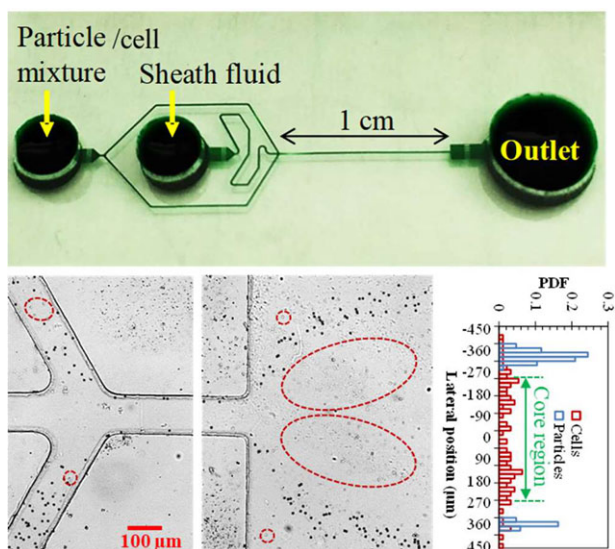 Particle /cell
mixture
Sheath fluid
1 cm
Outlet
100 µm
PDF
0 0.1 0.2 0.3
-450
-360
-270
-180
-90
0
90
180
270
360
450
Lateral position (µm)
Core region
Cells
Particles